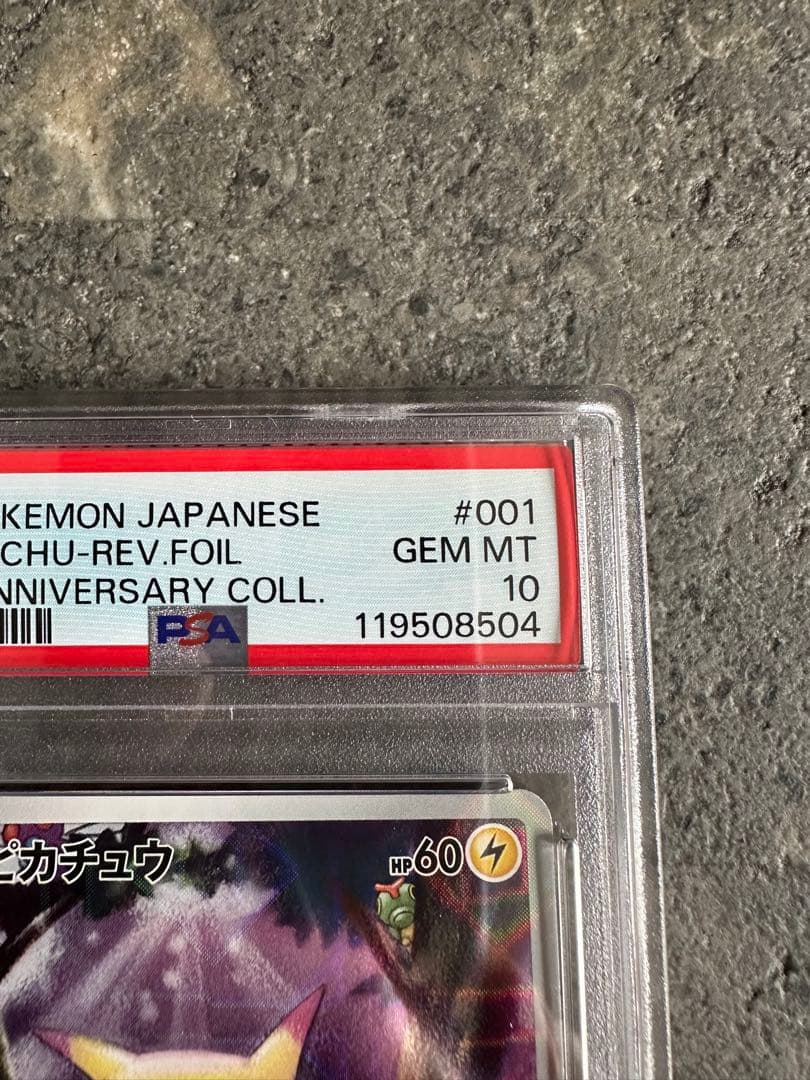 KEMON JAPANESE #001
CHU-REV.FOIL GEM MT
NNIVERSARY COLL. 10
PSA 119508504
ピカチュウ HP60